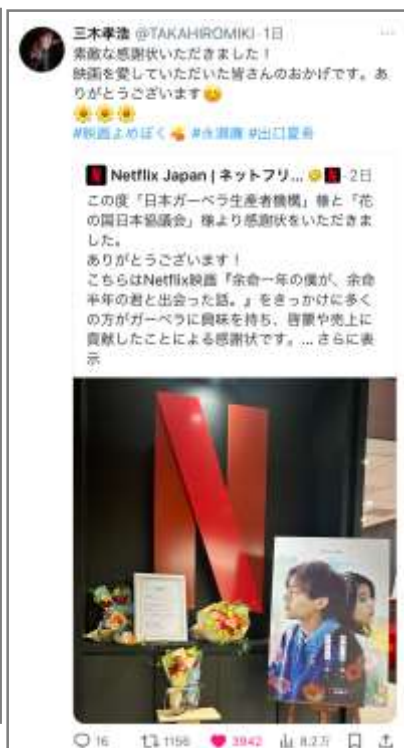 三木孝浩 @TAKAHIROMIKI·1日
素敵な感謝状いただきました！
映画を愛していただいた皆さんのおかげです。あ
りがとうございます😊
🌼🌼🌼
#映画よめぼく💐 #永瀬廉 #出口夏希
Netflix Japan | ネットフリ... 2日
この度「日本ガーベラ生産者機構」様と「花
の国日本協議会」様より感謝状をいただきま
した。
ありがとうございます！
こちらはNetflix映画『余命一年の僕が、余命
半年の君と出会った話。』をきっかけに多く
の方がガーベラに興味を持ち、啓蒙や売上に
貢献したことによる感謝状です。... さらに表
示
N
16 1156 3942 8.2万